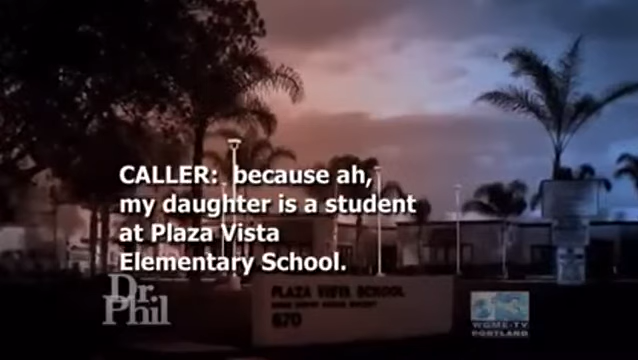 CALLER: because ah,
my daughter is a student
at Plaza Vista
Elementary School.
Dr.
Phil
PLAZA VISTA SCHOOL
670
13
WGME-TV
PORTLAND